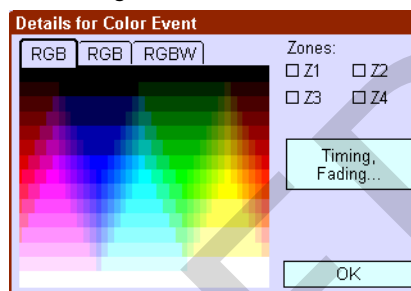 Details for Color Event
RGB RGB RGBW
Zones:
Z1 Z2
Z3 Z4
Timing,
Fading...
OK